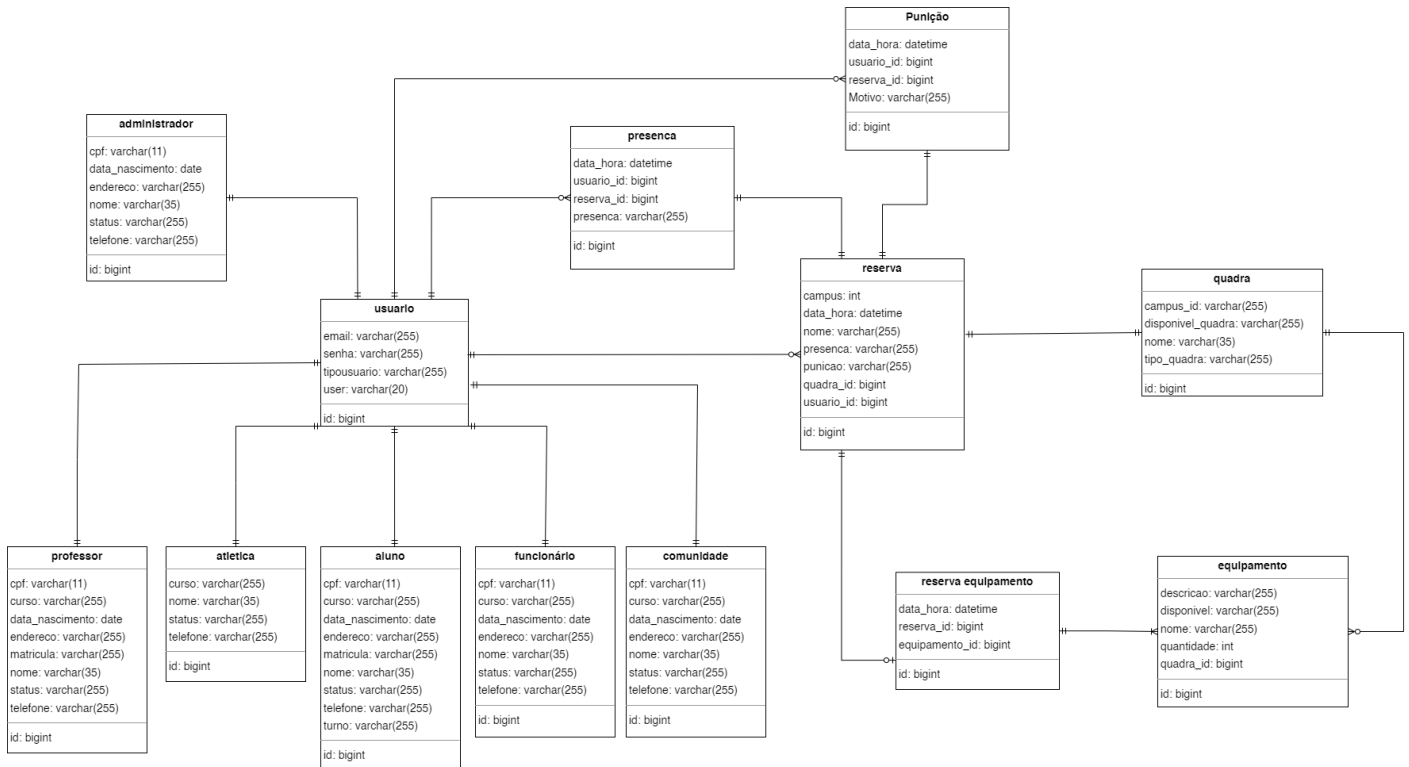 Punição
data_hora: datetime
usuario_id: bigint
reserva_id: bigint
Motivo: varchar(255)
id: bigint
administrador
cpf: varchar(11)
data_nascimento: date
endereco: varchar(255)
nome: varchar(35)
status: varchar(255)
telefone: varchar(255)
id: bigint
presenca
data_hora: datetime
usuario_id: bigint
reserva_id: bigint
presenca: varchar(255)
id: bigint
usuario
email: varchar(255)
senha: varchar(255)
tipousuario: varchar(255)
user: varchar(20)
id: bigint
reserva
campus: int
data_hora: datetime
nome: varchar(255)
presenca: varchar(255)
punicao: varchar(255)
quadra_id: bigint
usuario_id: bigint
id: bigint
quadra
campus_id: varchar(255)
disponivel_quadra: varchar(255)
nome: varchar(35)
tipo_quadra: varchar(255)
id: bigint
professor
cpf: varchar(11)
curso: varchar(255)
data_nascimento: date
endereco: varchar(255)
matricula: varchar(255)
nome: varchar(35)
status: varchar(255)
telefone: varchar(255)
id: bigint
atletica
curso: varchar(255)
nome: varchar(35)
status: varchar(255)
telefone: varchar(255)
id: bigint
aluno
cpf: varchar(11)
curso: varchar(255)
data_nascimento: date
endereco: varchar(255)
matricula: varchar(255)
nome: varchar(35)
status: varchar(255)
telefone: varchar(255)
turno: varchar(255)
id: bigint
funcionário
cpf: varchar(11)
curso: varchar(255)
data_nascimento: date
endereco: varchar(255)
nome: varchar(35)
status: varchar(255)
telefone: varchar(255)
id: bigint
comunidade
cpf: varchar(11)
curso: varchar(255)
data_nascimento: date
endereco: varchar(255)
nome: varchar(35)
status: varchar(255)
telefone: varchar(255)
id: bigint
reserva equipamento
data_hora: datetime
reserva_id: bigint
equipamento_id: bigint
id: bigint
equipamento
descricao: varchar(255)
disponivel: varchar(255)
nome: varchar(255)
quantidade: int
quadra_id: bigint
id: bigint